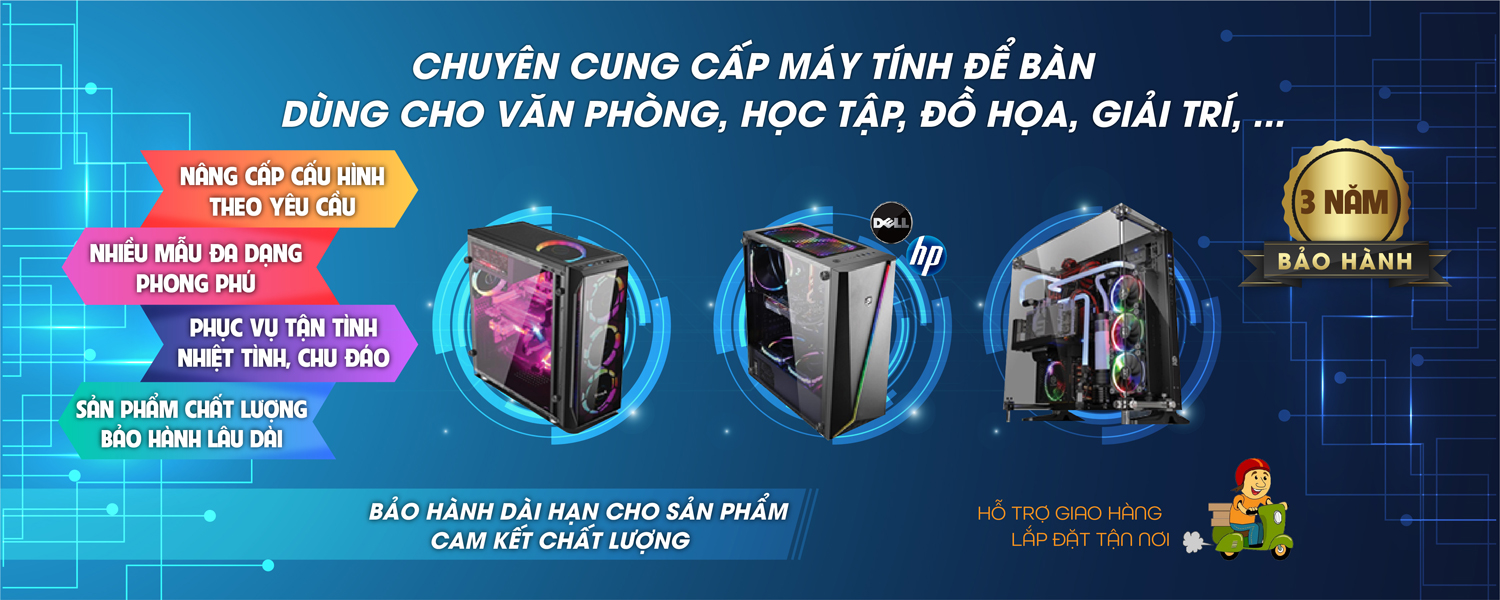 CHUYÊN CUNG CẤP MÁY TÍNH ĐỂ BÀN
DÙNG CHO VĂN PHÒNG, HỌC TẬP, ĐỒ HỌA, GIẢI TRÍ, ...
NÂNG CẤP CẤU HÌNH
THEO YÊU CẦU
NHIỀU MẪU ĐA DẠNG
PHONG PHÚ
PHỤC VỤ TẬN TÌNH
NHIỆT TÌNH, CHU ĐÁO
SẢN PHẨM CHẤT LƯỢNG
BẢO HÀNH LÂU DÀI
DELL
hp
3 NĂM
BẢO HÀNH
BẢO HÀNH DÀI HẠN CHO SẢN PHẨM
CAM KẾT CHẤT LƯỢNG
HỖ TRỢ GIAO HÀNG
LẮP ĐẶT TẬN NƠI